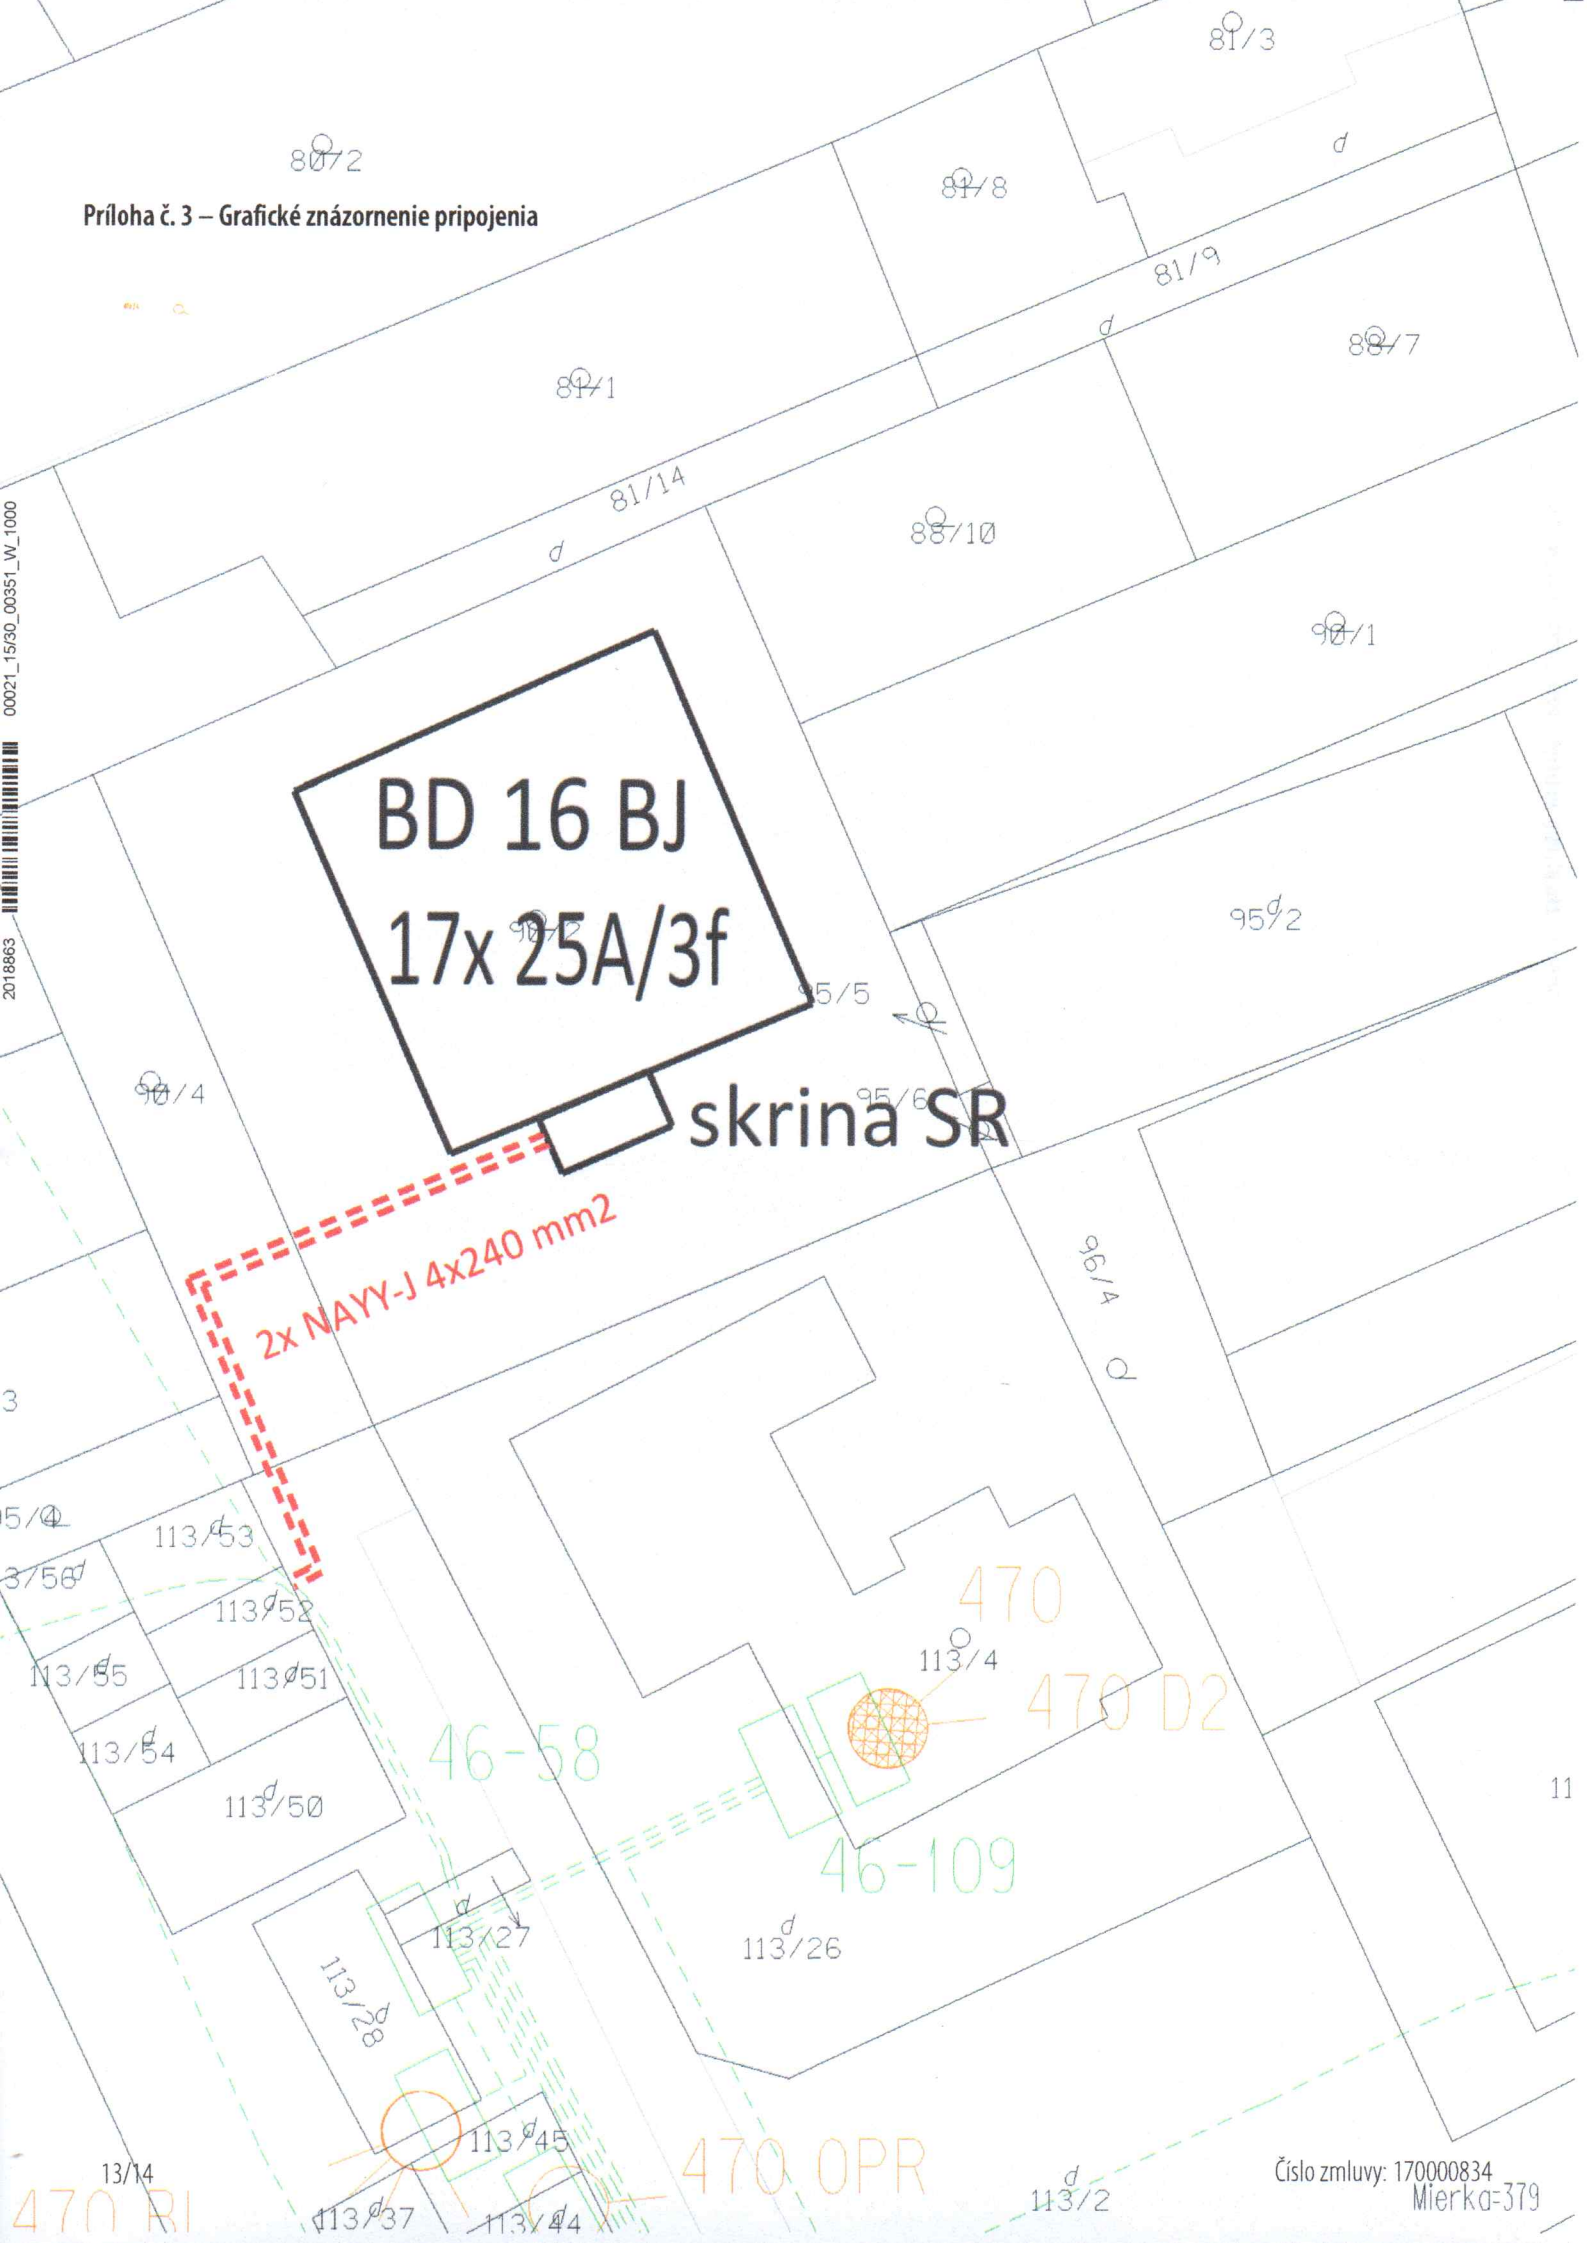 81/3
80/2
d
81/8
Príloha č. 3 – Grafické znázornenie pripojenia
81/9
d
88/7
81/1
81/14
d
88/10
90/1
00021_15/30_00351_W_1000
2018863
BD 16 BJ
17x 25A/3f
90/2
95/2
d
95/5
90/4
95/6
skrina SR
2x NAYY-J 4x240 mm2
96/4
3
95/4
113/53
d
3/56
d
113/52
d
470
113/4
113/55
d
113/51
d
470 D2
46-58
113/54
d
113/50
d
11
46-109
113/27
d
113/26
d
113/28
d
113/45
d
470 OPR
13/14
Číslo zmluvy: 170000834
Mierka=379
113/2
d
113/37
d
113/44
d